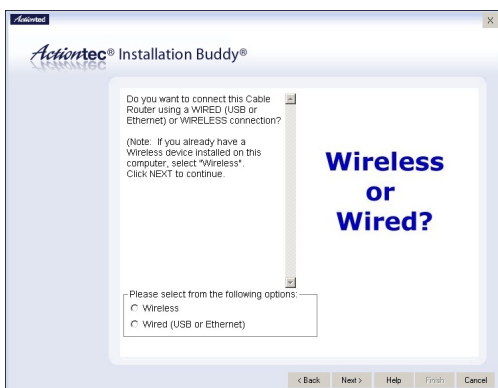 Actiontec
Actiontec® Installation Buddy®
Do you want to connect this Cable
Router using a WIRED (USB or
Ethernet) or WIRELESS connection?
(Note: If you already have a
Wireless device installed on this
computer, select "Wireless".
Click NEXT to continue.
Wireless
or
Wired?
Please select from the following options:
Wireless
Wired (USB or Ethernet)
< Back
Next >
Help
Finish
Cancel